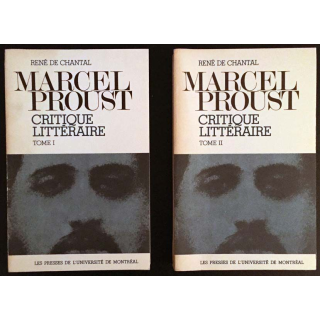 RENÉ DE CHANTAL
MARCEL
PROUST
CRITIQUE
LITTÉRAIRE
TOME I
LES PRESSES DE L'UNIVERSITÉ DE MONTRÉAL
RENÉ DE CHANTAL
MARCEL
PROUST
CRITIQUE
LITTÉRAIRE
TOME II
LES PRESSES DE L'UNIVERSITÉ DE MONTRÉAL